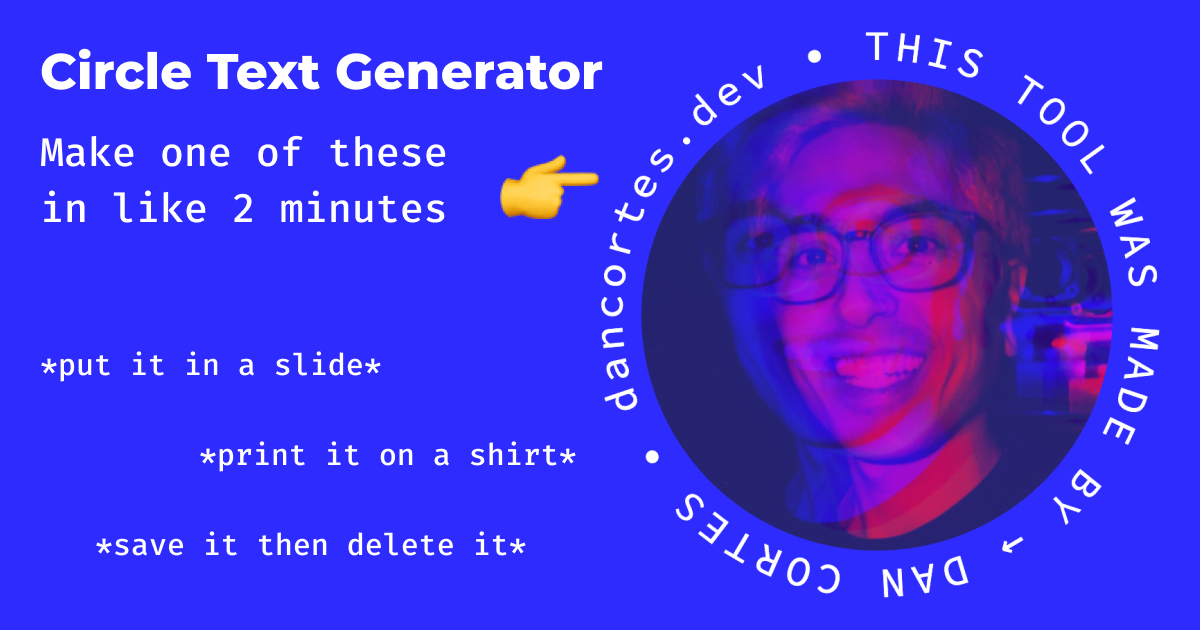 Circle Text Generator
Make one of these
in like 2 minutes
*put it in a slide*
*print it on a shirt*
*save it then delete it*
THIS TOOL WAS MADE BY → DAN CORTES • dancortes.dev •